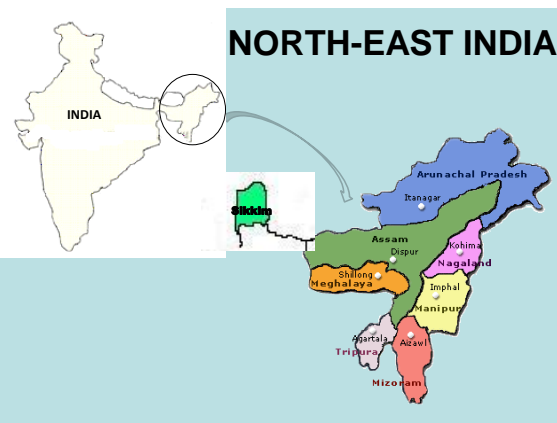 NORTH-EAST INDIA
INDIA
Sikkim
Arunachal Pradesh
Itanagar
Assam
Dispur
Kohima
Nagaland
Shillong
Meghalaya
Imphal
Manipur
Agartala
Tripura
Aizawl
Mizoram